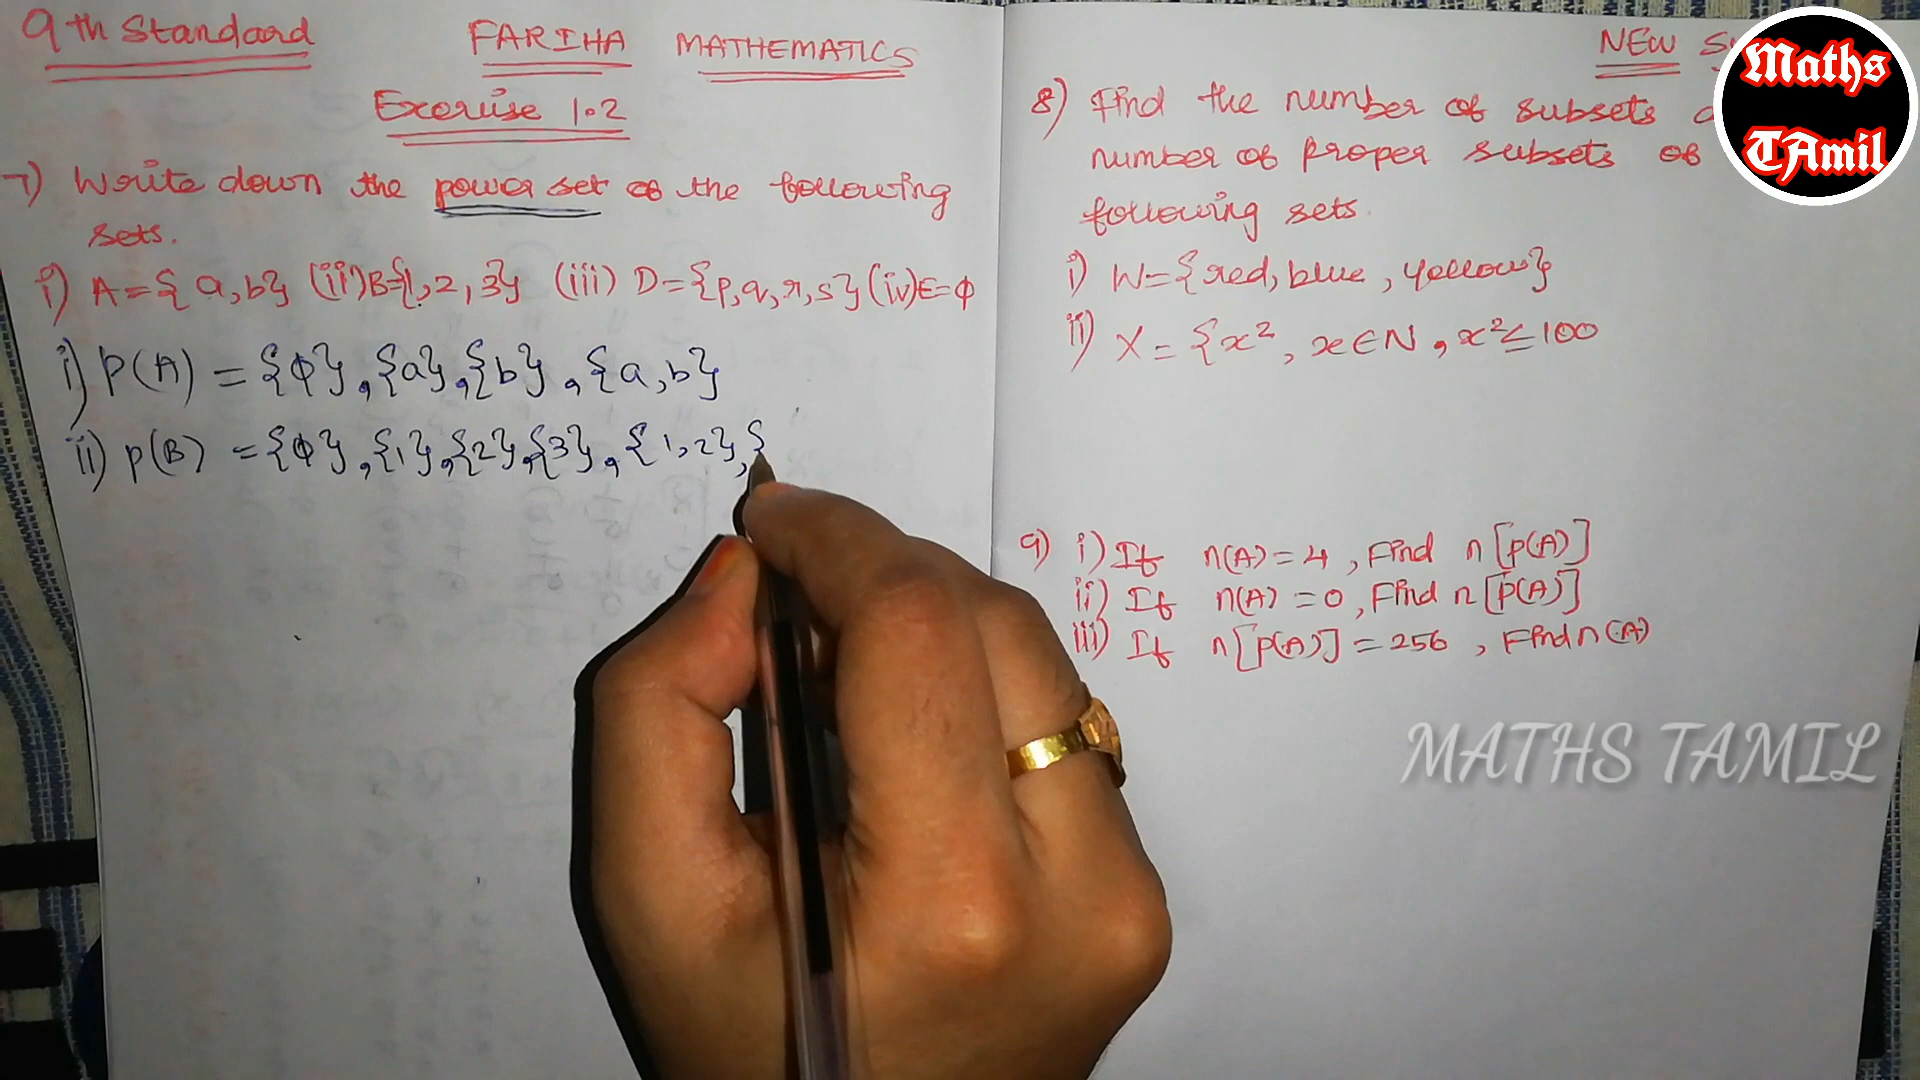 9th Standard FARIHA MATHEMATICS
Exercise 1.2
7) Write down the power set of the following
sets.
i) A={a,b} (ii)B={1,2,3} (iii) D={p,q,r,s} (iv)E=ϕ
i) P(A) = {ϕ},{a},{b},{a,b}
ii) p(B) ={ϕ},{1},{2},{3},{1,2},{
NEW
8) Find the number of subsets
number of proper subsets of
following sets.
i) W={red, blue, yellow}
ii) X = {x², x∈N, x²≤100
9) i) If n(A)=4, Find n[p(A)]
ii) If n(A)=0, Find n[p(A)]
iii) If n[p(A)]=256, Find n(A)
Maths
TAmil
MATHS TAMIL